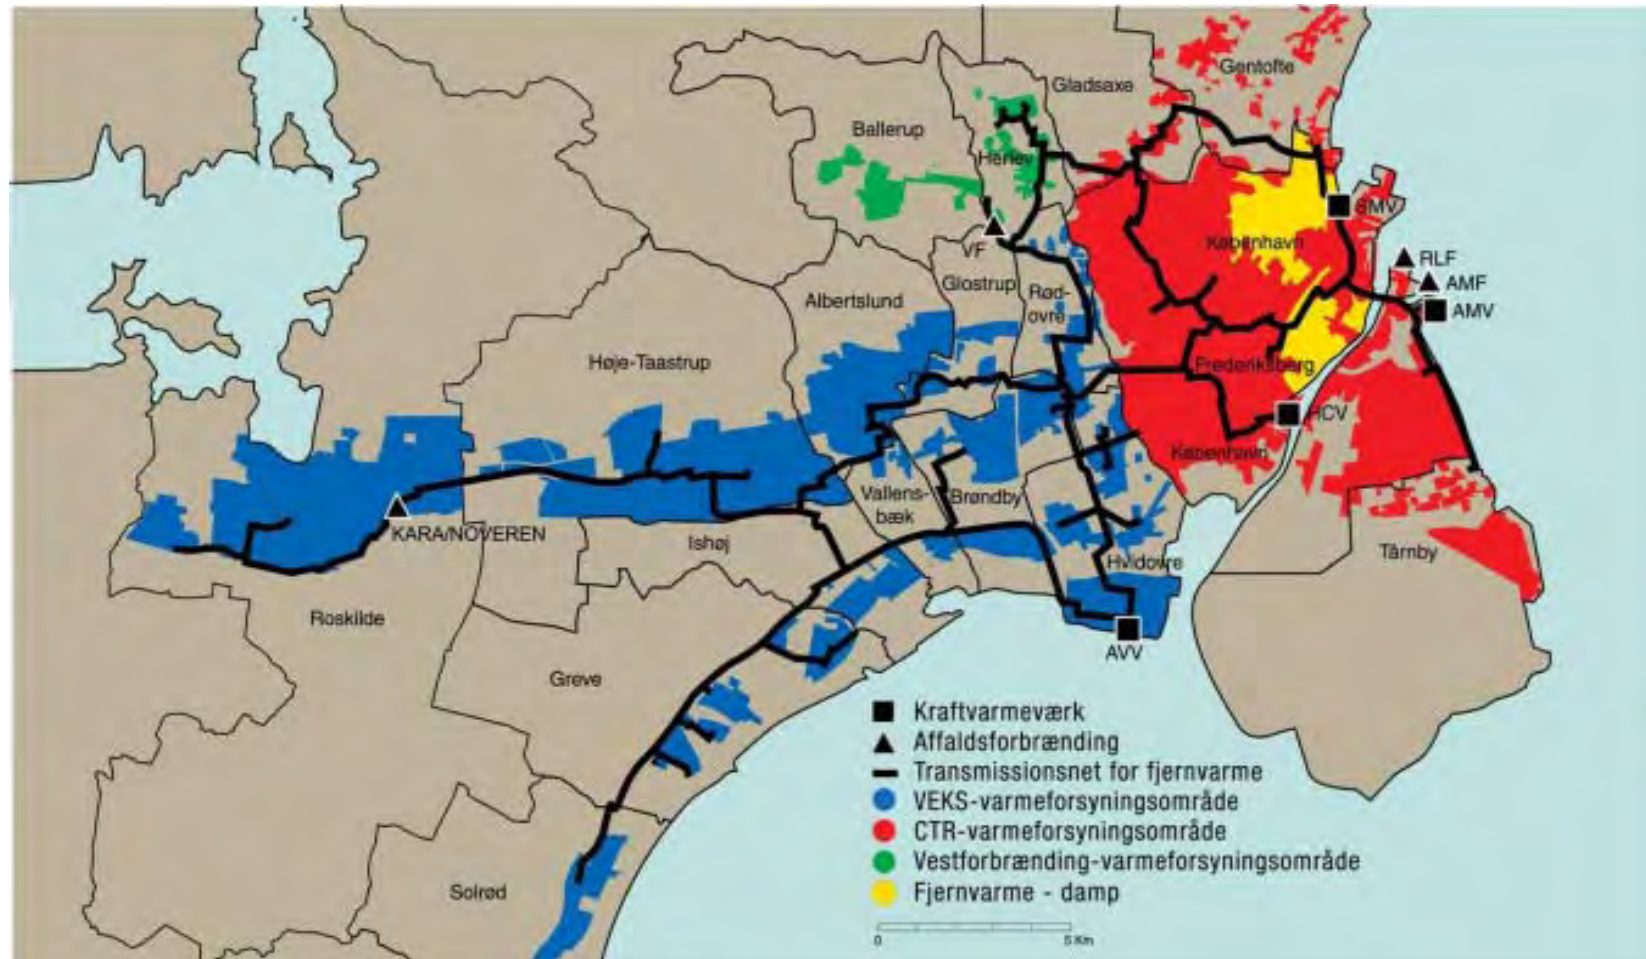 Gentofte
Gladsaxe
Ballerup
Herlev
SMV
København
VF
RLF
Glostrup
AMF
Albertslund
Rød-
ovre
AMV
Høje-Taastrup
Frederiksberg
HCV
København
Vallens-
bæk
Brøndby
KARA/NOVEREN
Ishøj
Tårnby
Hvidovre
Roskilde
AVV
Greve
Solrød
Kraftvarmeværk
Affaldsforbrænding
Transmissionsnet for fjernvarme
VEKS-varmeforsyningsområde
CTR-varmeforsyningsområde
Vestforbrænding-varmeforsyningsområde
Fjernvarme - damp
0 5 Km